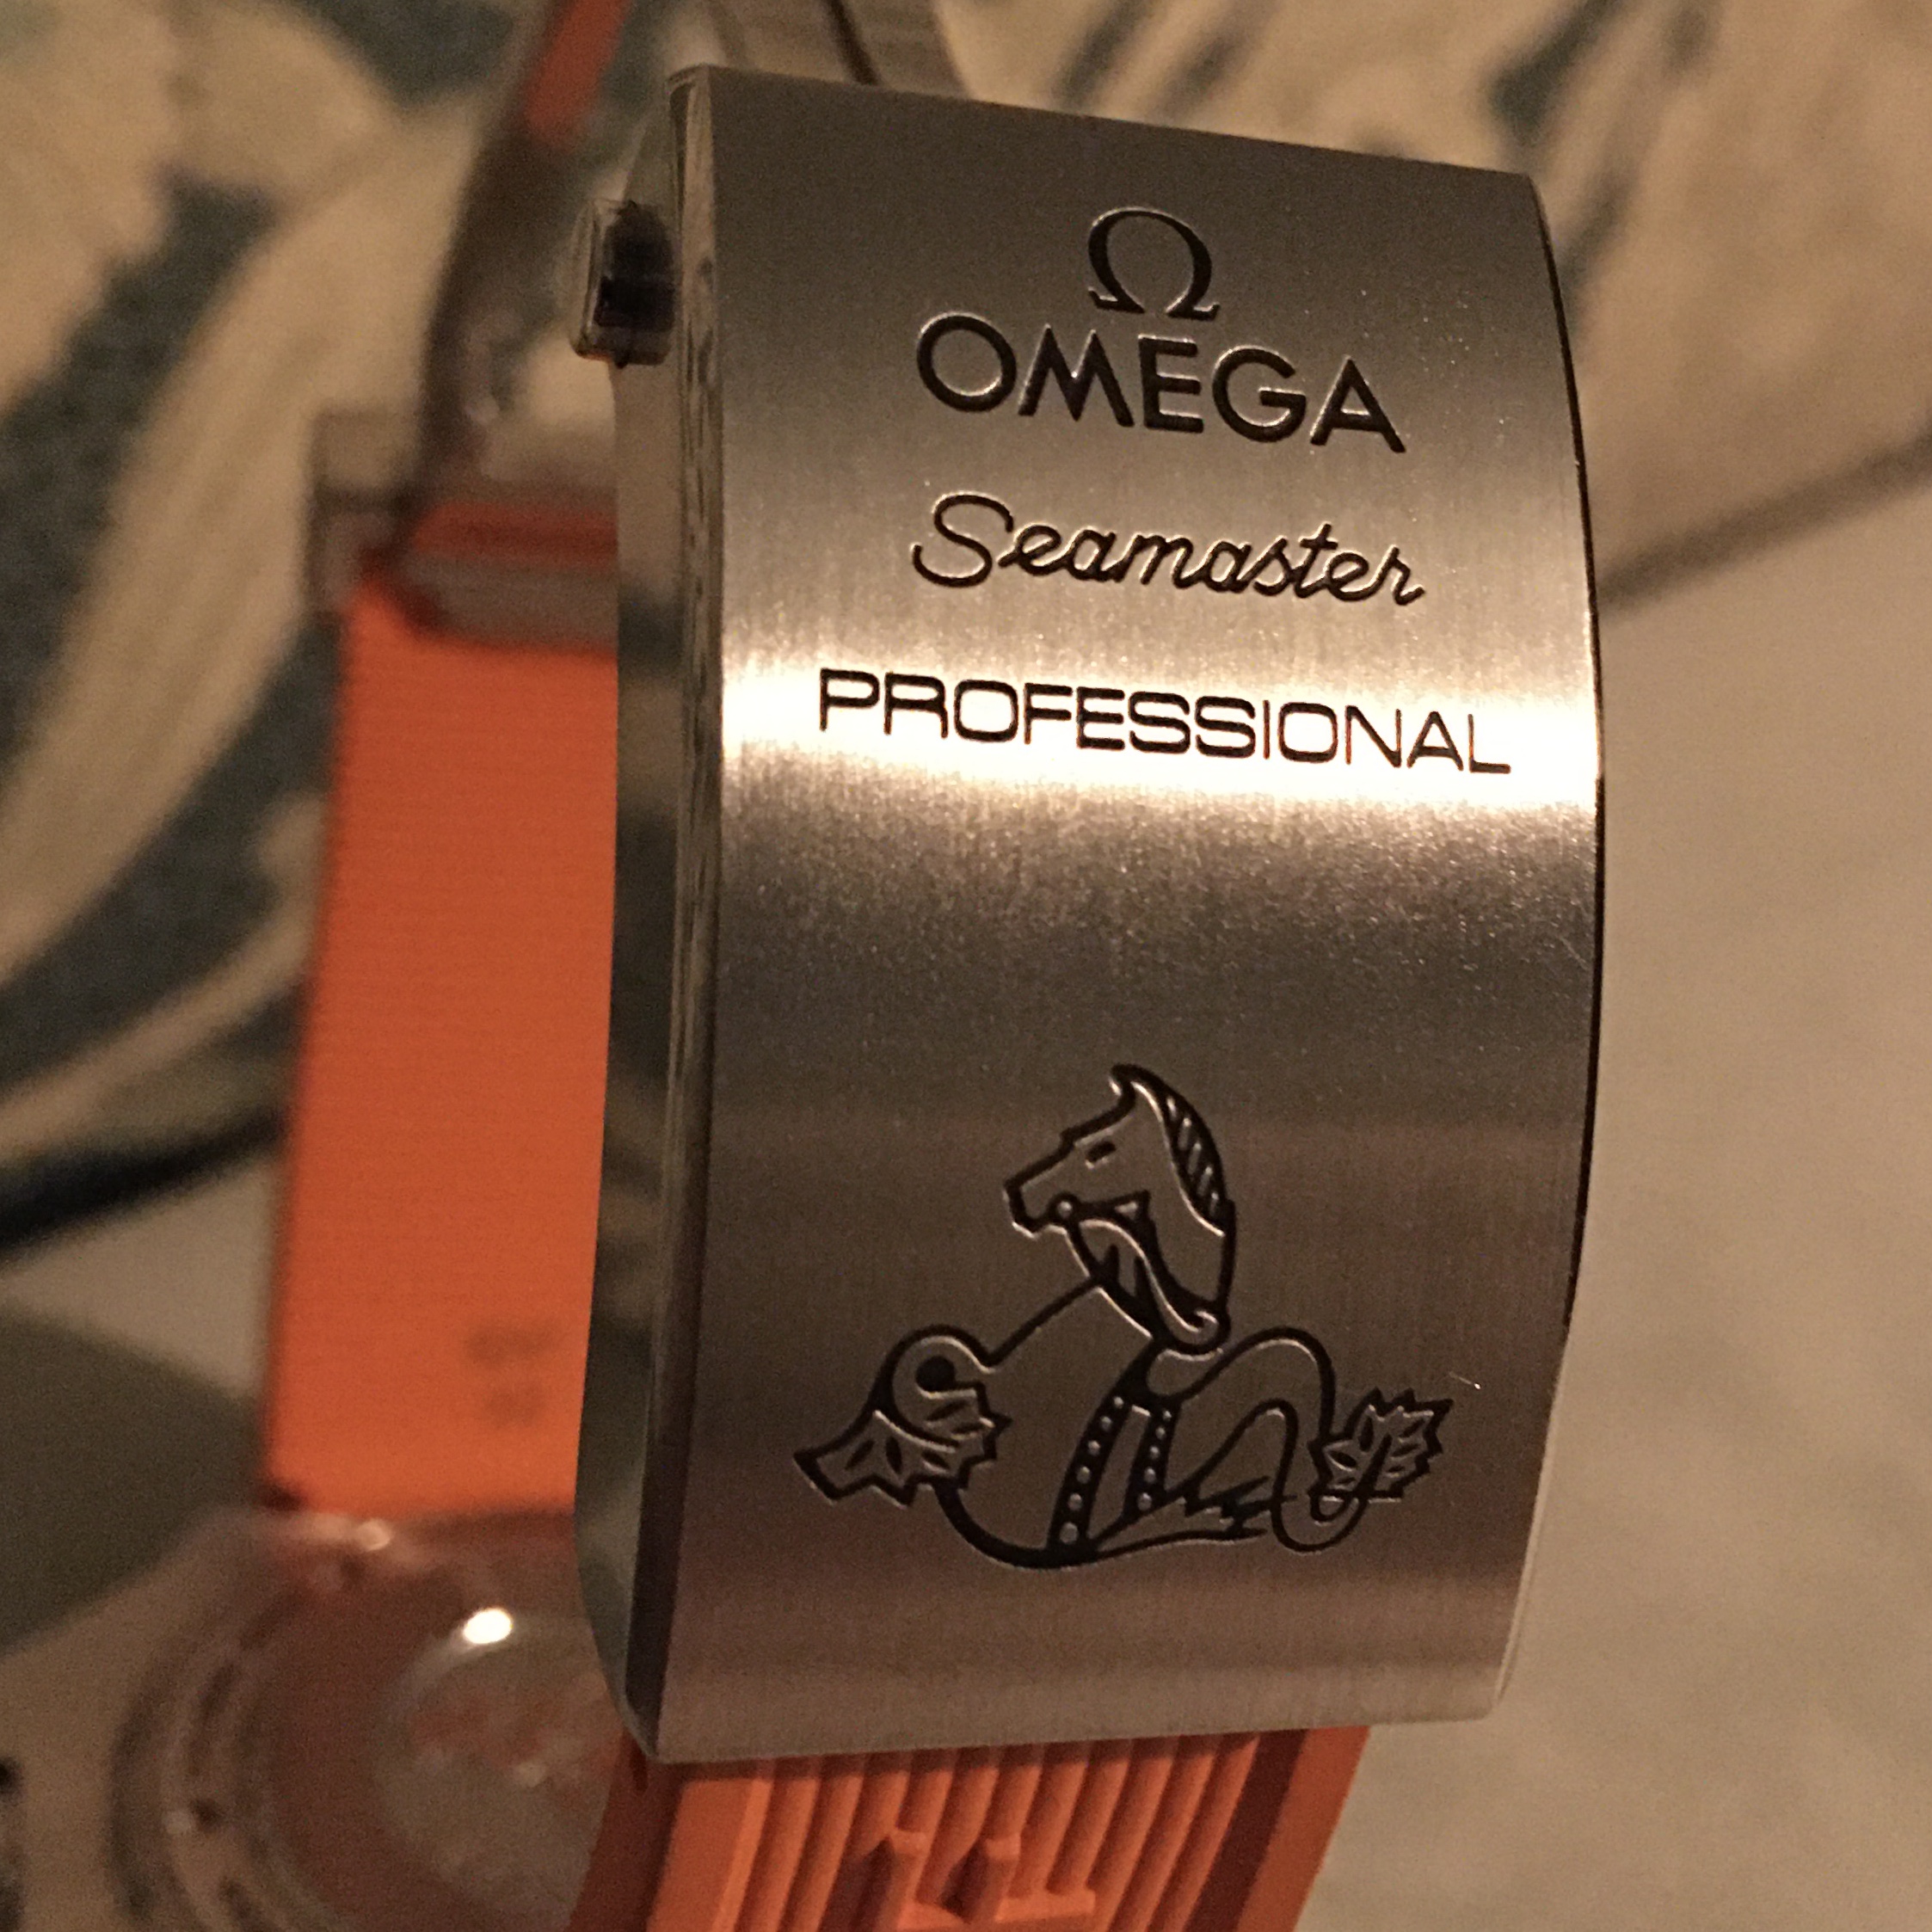 Ω
OMEGA
Seamaster
PROFESSIONAL